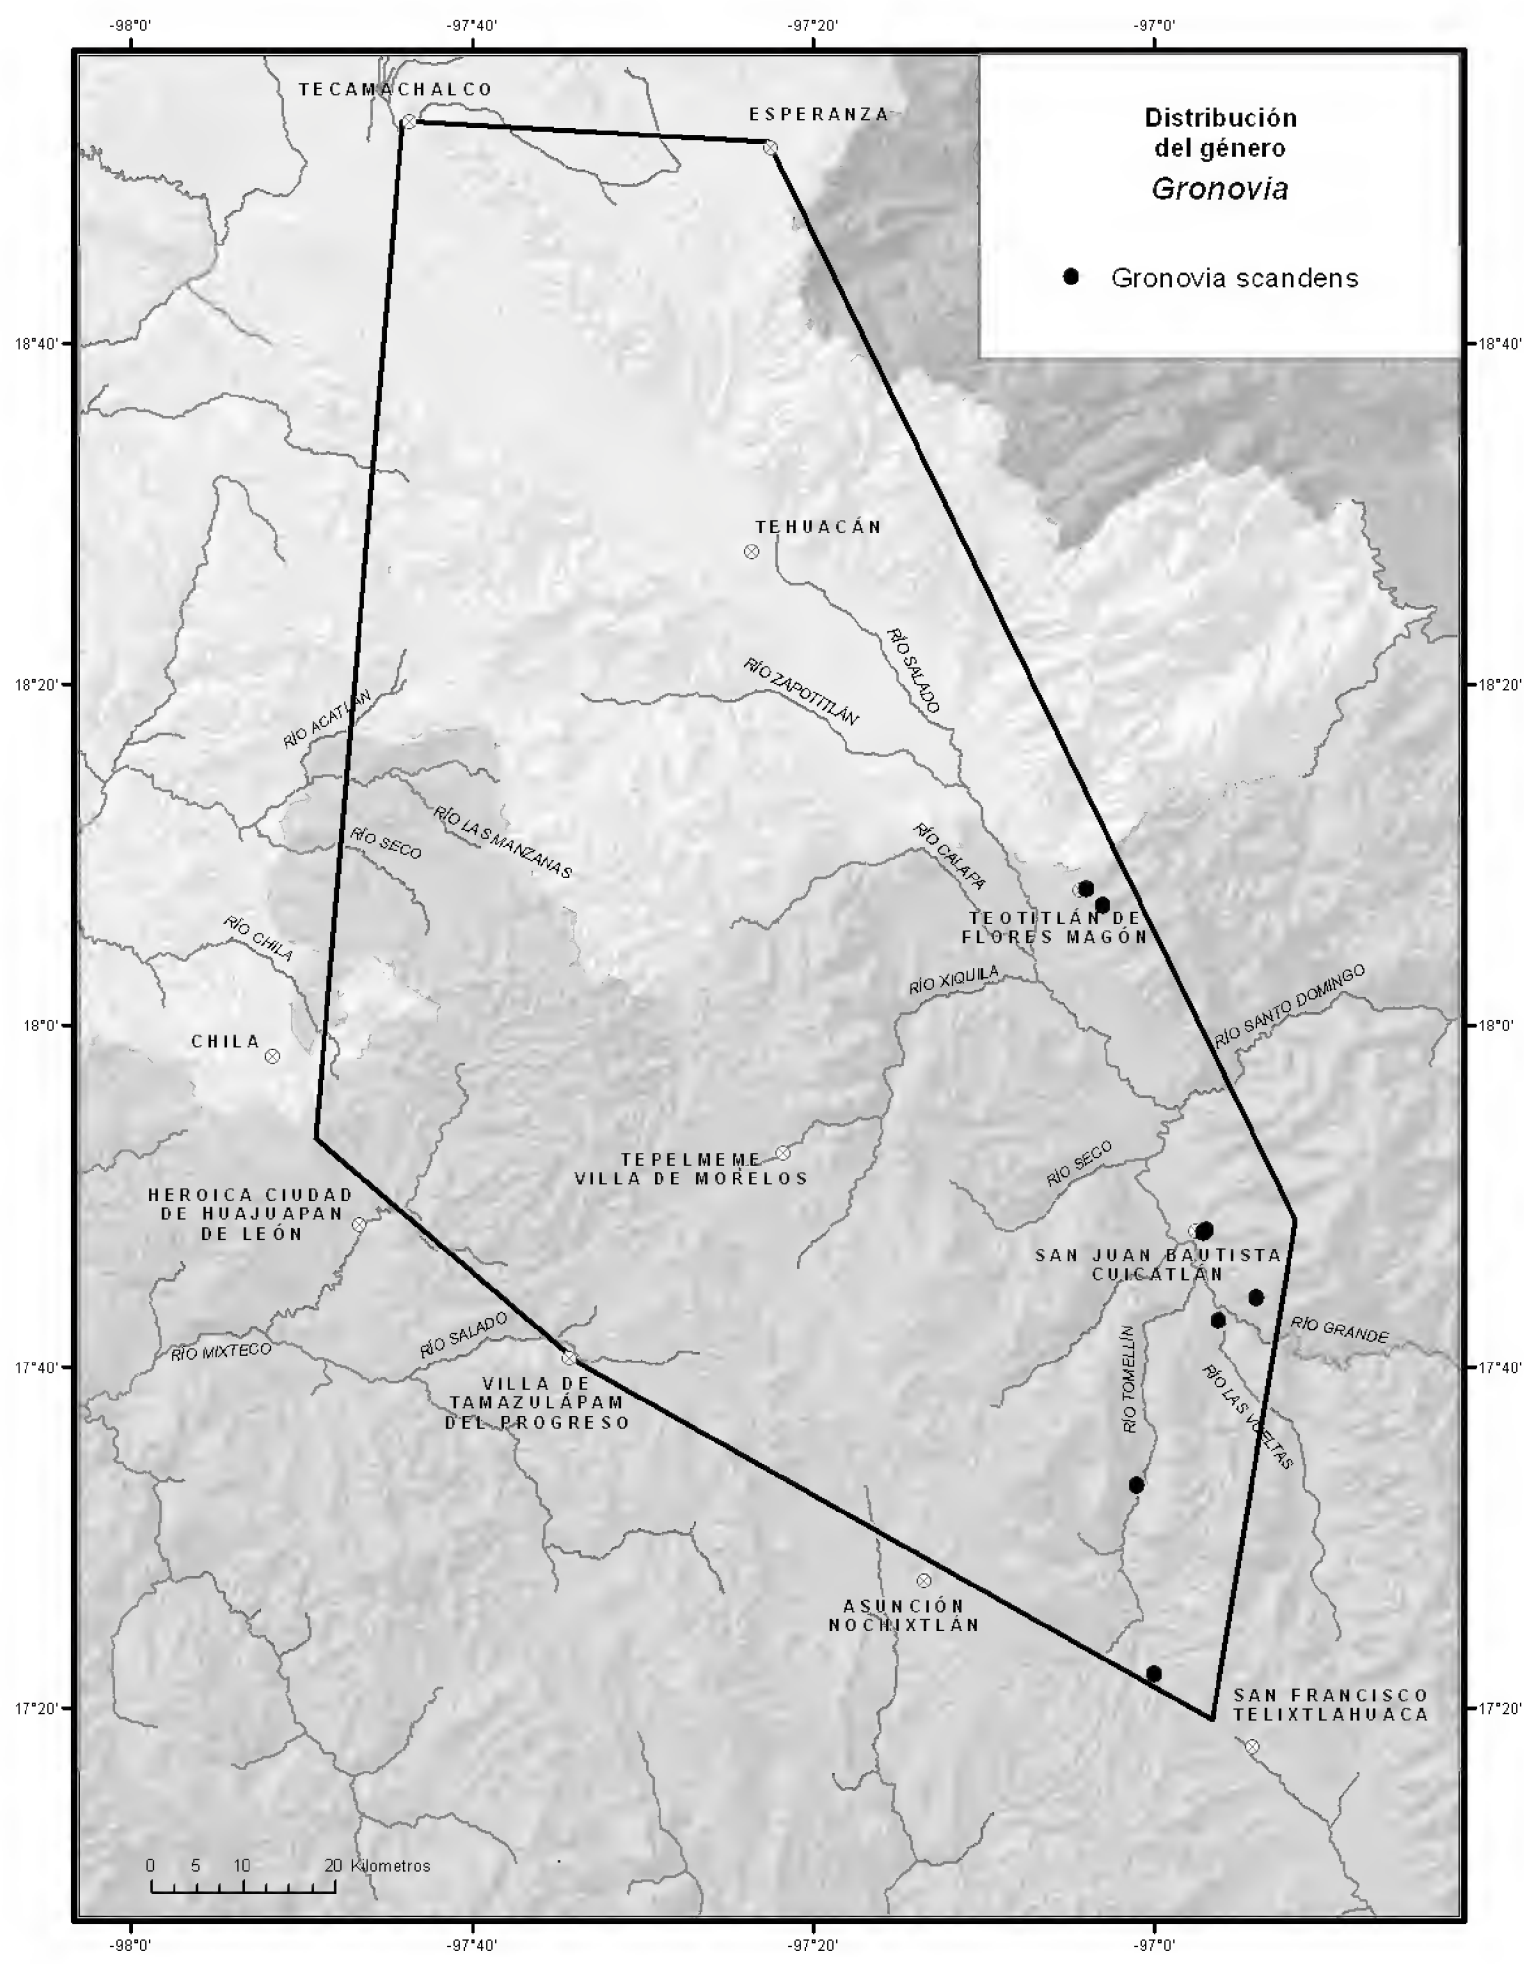 -98°0'
-97°40'
-97°20'
-97°0'
TECAMACHALCO
ESPERANZA
Distribución
del género
Gronovia
Gronovia scandens
18°40'
18°40'
TEHUACÁN
RÍO SALADO
RÍO ZAPOTITLÁN
18°20'
18°20'
RÍO ACATLÁN
RÍO LAS MANZANAS
RÍO SECO
RÍO CALAPA
TEOTITLÁN DE
FLORES MAGÓN
RÍO CHILA
RÍO XIQUILA
RÍO SANTO DOMINGO
18°0'
18°0'
CHILA
TEPELMEME
VILLA DE MORELOS
RÍO SECO
HEROICA CIUDAD
DE HUAJUAPAN
DE LEÓN
SAN JUAN BAUTISTA
CUICATLÁN
RÍO GRANDE
RÍO MIXTECO
RÍO SALADO
17°40'
17°40'
RÍO TOMELLÍN
RÍO LAS VUELTAS
VILLA DE
TAMAZULÁPAM
DEL PROGRESO
ASUNCIÓN
NOCHIXTLÁN
17°20'
17°20'
SAN FRANCISCO
TELIXTLAHUACA
0 5 10 20 Kilometros
-98°0'
-97°40'
-97°20'
-97°0'